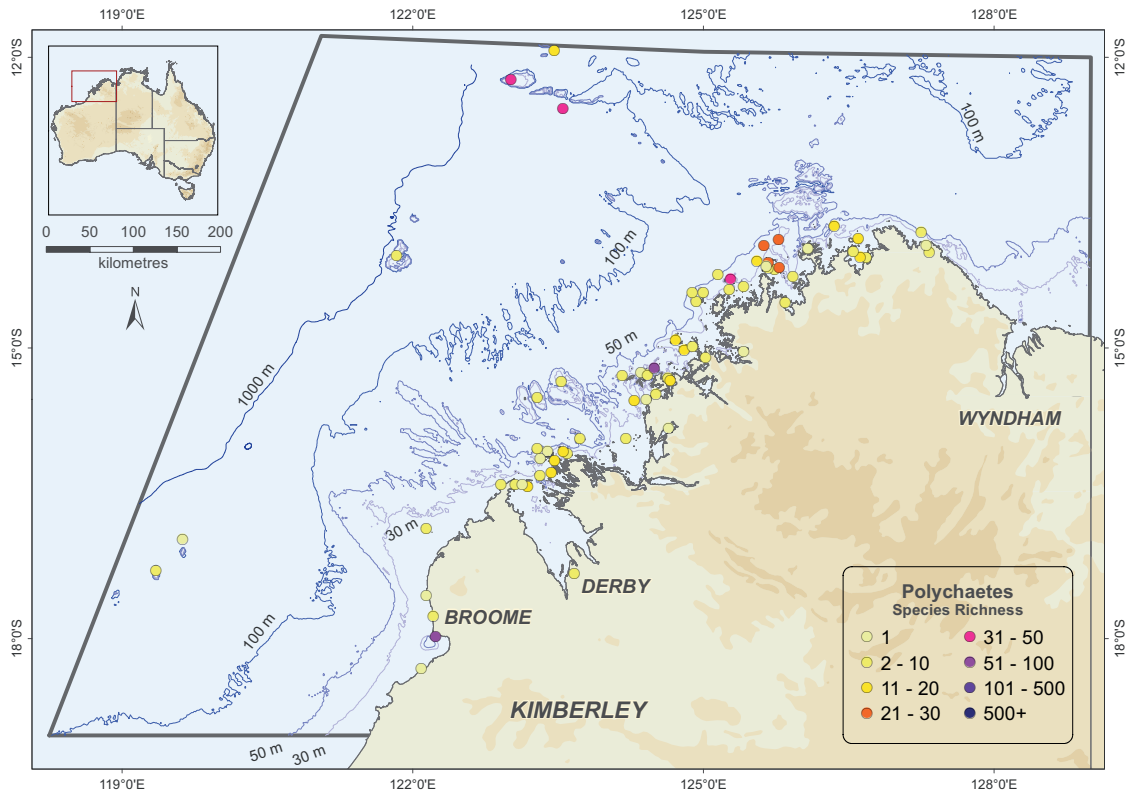 119°0'E 122°0'E 125°0'E 128°0'E
12°0'S
12°0'S
100 m
0 50 100 150 200
kilometres
N
100 m
50 m
15°0'S
15°0'S
1000 m
WYNDHAM
30 m
DERBY
BROOME
100 m
18°0'S
18°0'S
KIMBERLEY
50 m
30 m
Polychaetes
Species Richness
1
2 - 10
11 - 20
21 - 30
31 - 50
51 - 100
101 - 500
500+
119°0'E 122°0'E 125°0'E 128°0'E